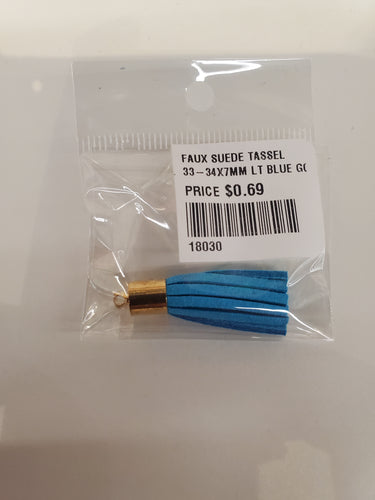 FAUX SUEDE TASSEL
33-34X7MM LT BLUE G(
PRICE $0.69
18030